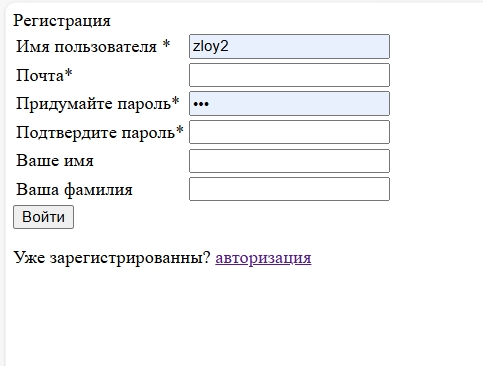 Регистрация
Имя пользователя * zloy2
Почта*
Придумайте пароль* •••
Подтвердите пароль*
Ваше имя
Ваша фамилия
Войти
Уже зарегистрированны? авторизация